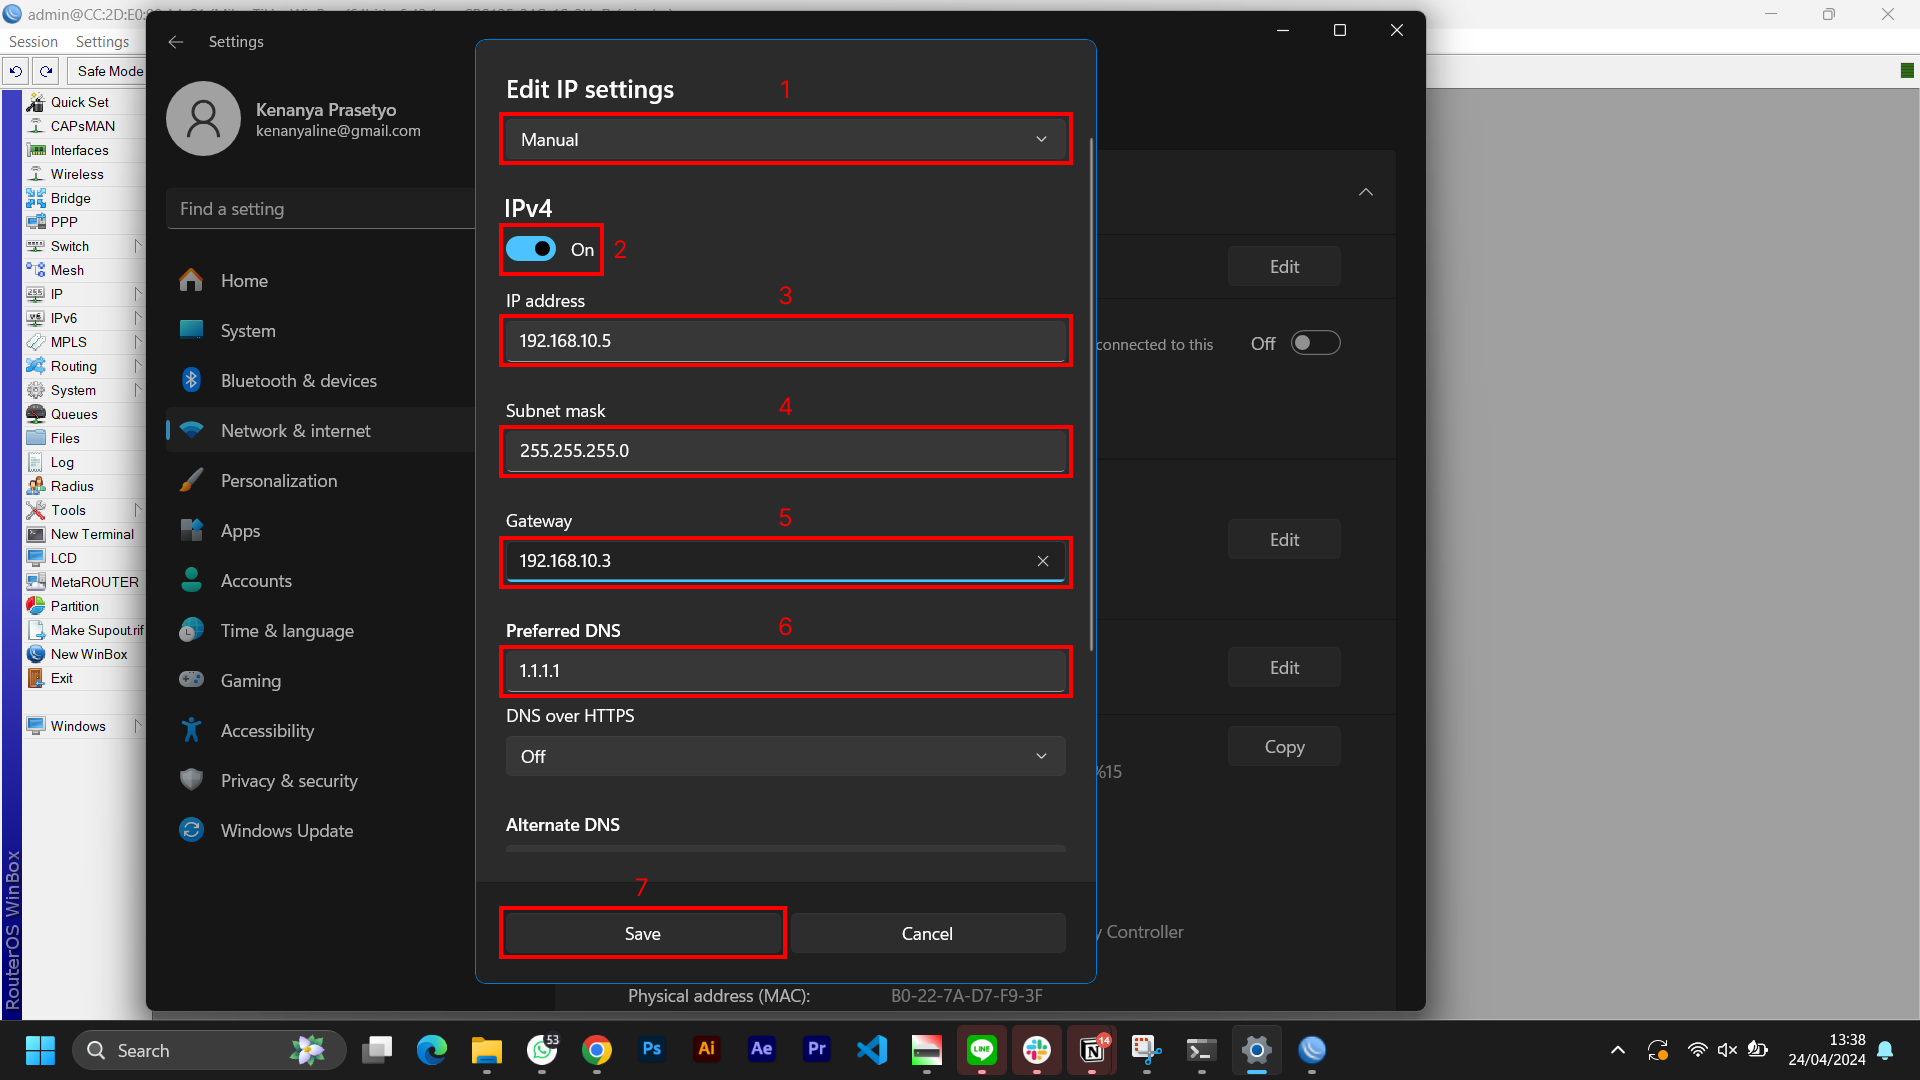 admin@CC:2D:E0:
Session Settings
Safe Mode
Quick Set
CAPsMAN
Interfaces
Wireless
Bridge
PPP
Switch
Mesh
IP
IPv6
MPLS
Routing
System
Queues
Files
Log
Radius
Tools
New Terminal
LCD
MetaROUTER
Partition
Make Supout.rif
New WinBox
Exit
Windows
RouterOS WinBox
Settings
Kenanya Prasetyo
kenanyaline@gmail.com
Find a setting
Home
System
Bluetooth & devices
Network & internet
Personalization
Apps
Accounts
Time & language
Gaming
Accessibility
Privacy & security
Windows Update
Edit IP settings
1
Manual
IPv4
On
2
IP address
3
192.168.10.5
Subnet mask
4
255.255.255.0
Gateway
5
192.168.10.3
Preferred DNS
6
1.1.1.1
DNS over HTTPS
Off
Alternate DNS
7
Save
Cancel
Edit
connected to this
Off
Edit
Edit
Copy
%15
y Controller
Physical address (MAC):
B0-22-7A-D7-F9-3F
Search
53
Ps
Ai
Ae
Pr
LINE
14
13:38
24/04/2024